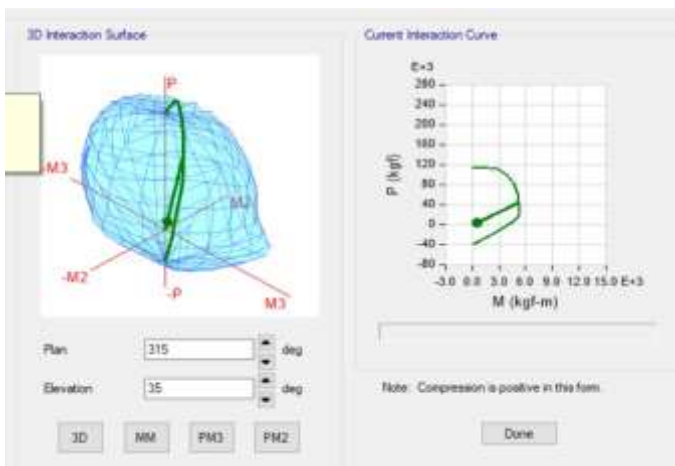 3D Interaction Surface
P
-M3
M2
-M2
-P
M3
Plan
315
deg
Elevation
35
deg
3D
MM
PM3
PM2
Current Interaction Curve
E+3
280
240
200
160
120
80
40
0
-40
-80
P (kgf)
-3.0 0.0 3.0 6.0 9.0 12.0 15.0 E+3
M (kgf-m)
Note: Compression is positive in this form.
Done